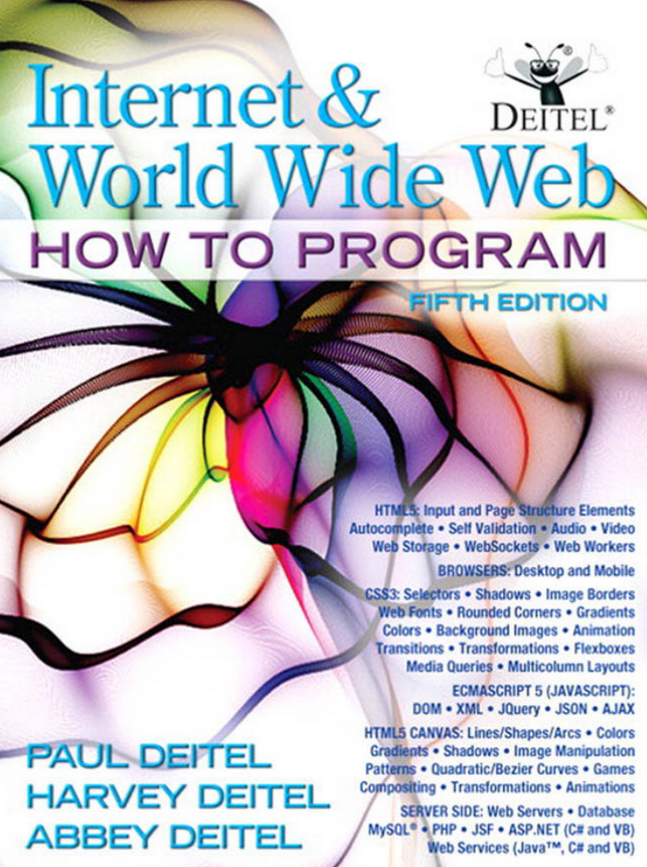 Internet &
World Wide Web
DEITEL®
HOW TO PROGRAM
FIFTH EDITION
HTML5: Input and Page Structure Elements
Autocomplete • Self Validation • Audio • Video
Web Storage • WebSockets • Web Workers
BROWSERS: Desktop and Mobile
CSS3: Selectors • Shadows • Image Borders
Web Fonts • Rounded Corners • Gradients
Colors • Background Images • Animation
Transitions • Transformations • Flexboxes
Media Queries • Multicolumn Layouts
ECMASCRIPT 5 (JAVASCRIPT):
DOM • XML • JQuery • JSON • AJAX
HTML5 CANVAS: Lines/Shapes/Arcs • Colors
Gradients • Shadows • Image Manipulation
Patterns • Quadratic/Bezier Curves • Games
Compositing • Transformations • Animations
SERVER SIDE: Web Servers • Database
MySQL® • PHP • JSF • ASP.NET (C# and VB)
Web Services (Java™, C# and VB)
PAUL DEITEL
HARVEY DEITEL
ABBEY DEITEL